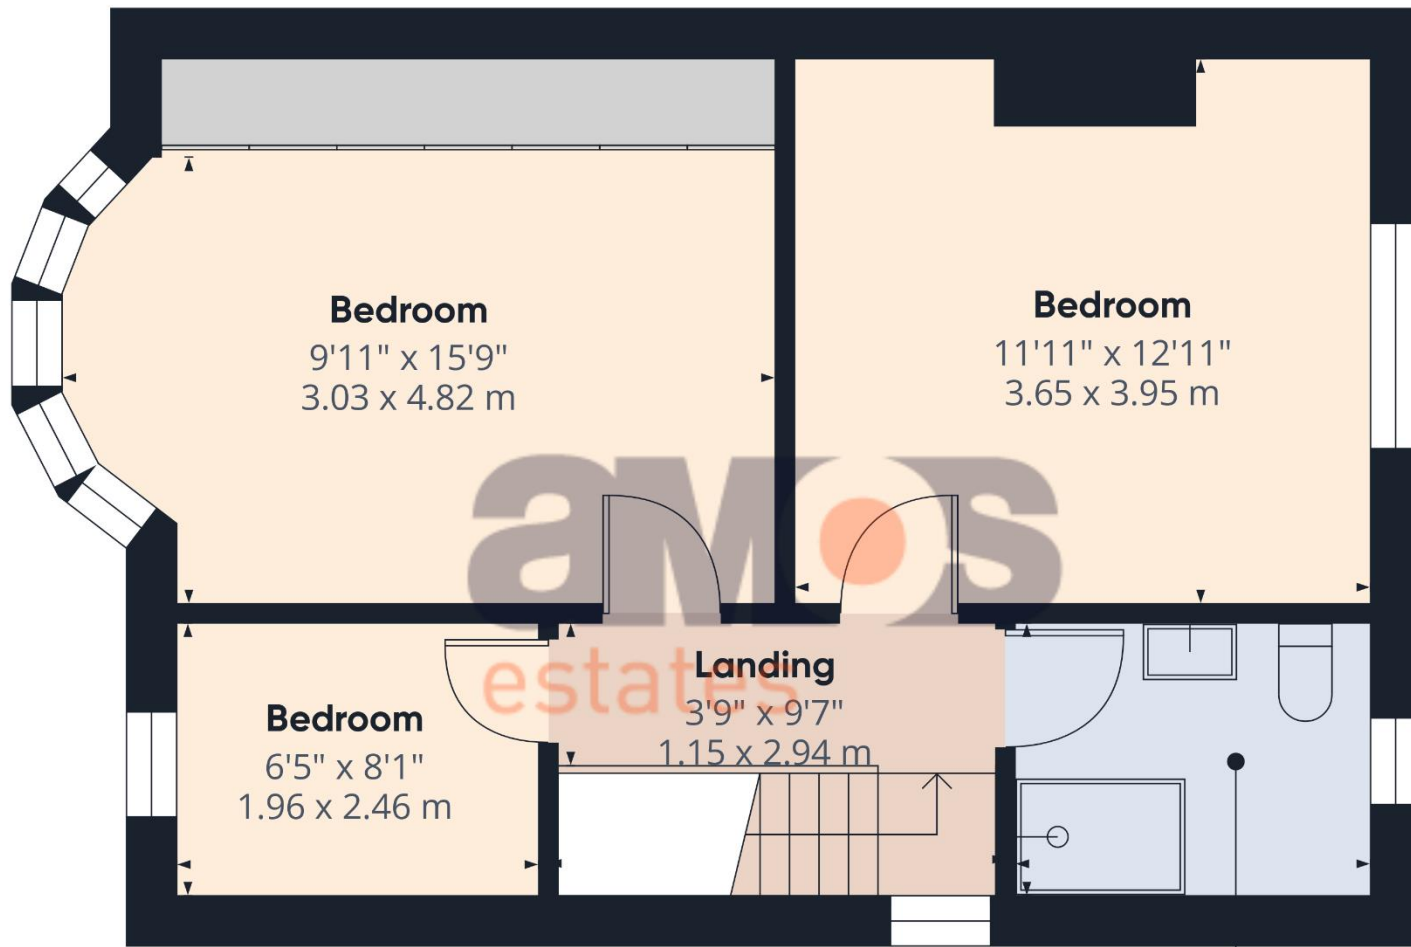 Bedroom
9'11" x 15'9"
3.03 x 4.82 m
Bedroom
11'11" x 12'11"
3.65 x 3.95 m
amos
estates
Landing
3'9" x 9'7"
1.15 x 2.94 m
Bedroom
6'5" x 8'1"
1.96 x 2.46 m